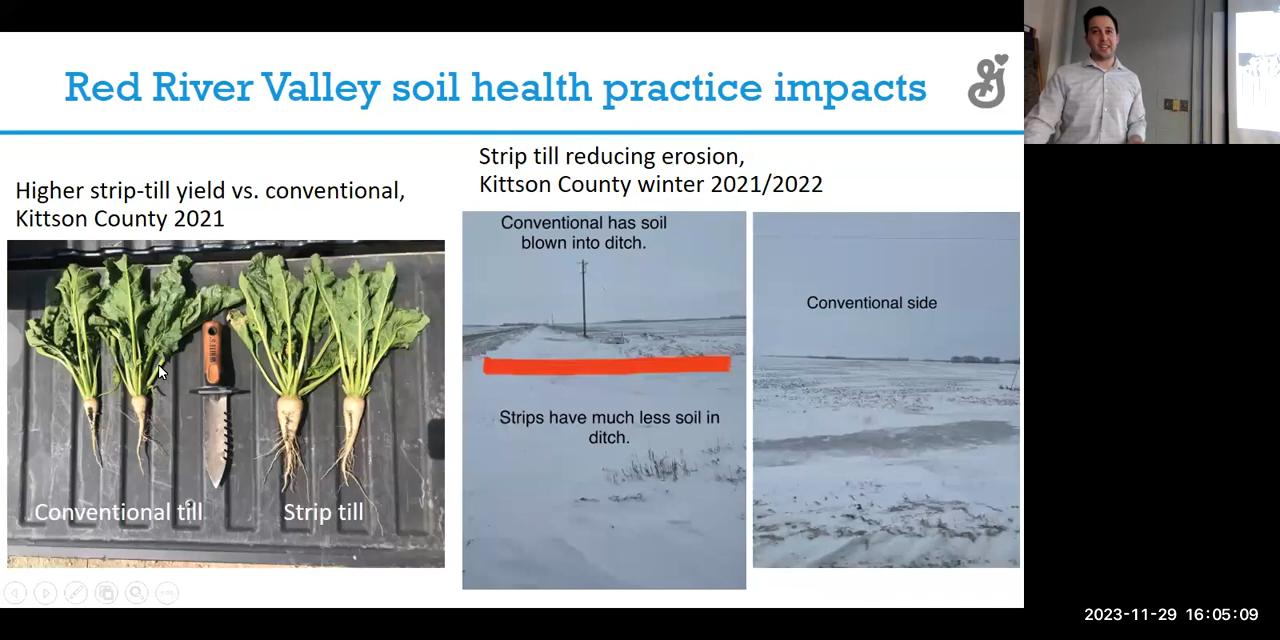 Red River Valley soil health practice impacts
Higher strip-till yield vs. conventional,
Kittson County 2021
Conventional till
Strip till
Strip till reducing erosion,
Kittson County winter 2021/2022
Conventional has soil
blown into ditch.
Strips have much less soil in
ditch.
Conventional side
2023-11-29 16:05:09